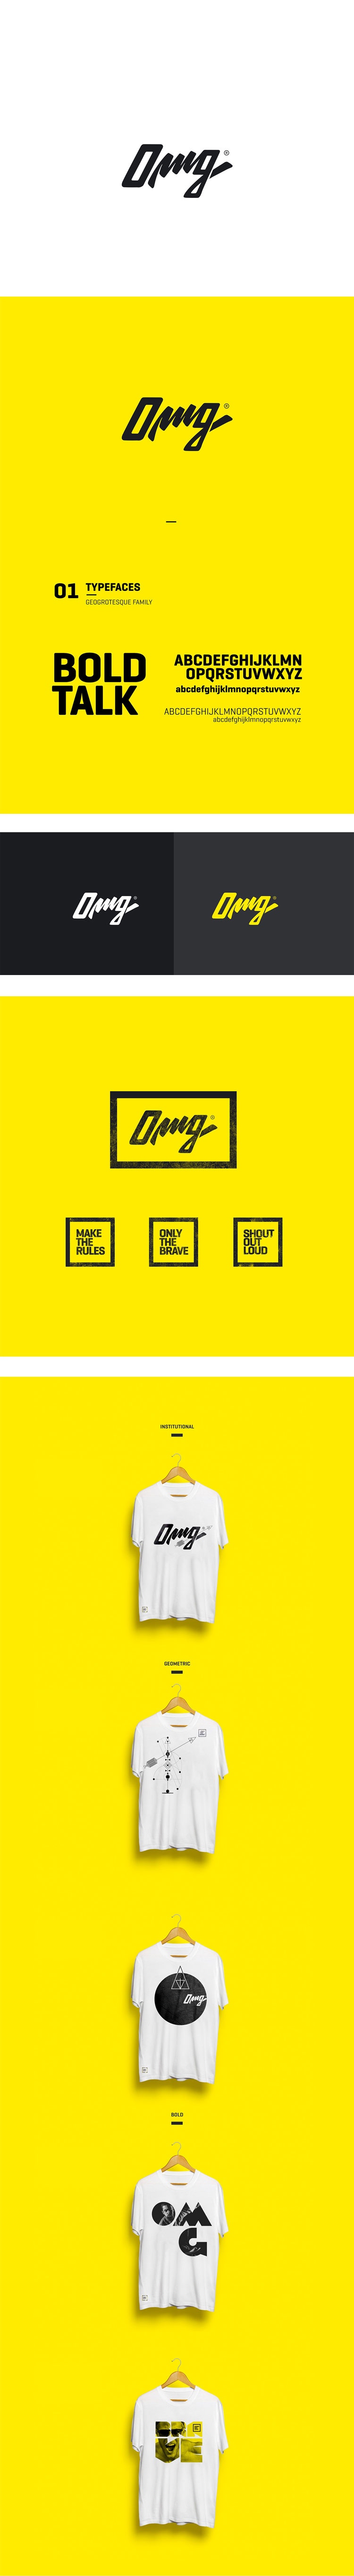 Omg®
Omg®
01 TYPEFACES
GEOGROTESQUE FAMILY
BOLD
TALK
ABCDEFGHIJKLMN
OPQRSTUVWXYZ
abcdefghijklmnopqrstuvwxyz
ABCDEFGHIJKLMNOPQRSTUVWXYZ
abcdefghijklmnopqrstuvwxyz
Omg®
Omg®
Omg®
MAKE
THE
RULES
ONLY
THE
BRAVE
SHOUT
OUT
LOUD
INSTITUTIONAL
Omg
GEOMETRIC
Omg
BOLD
OM
G